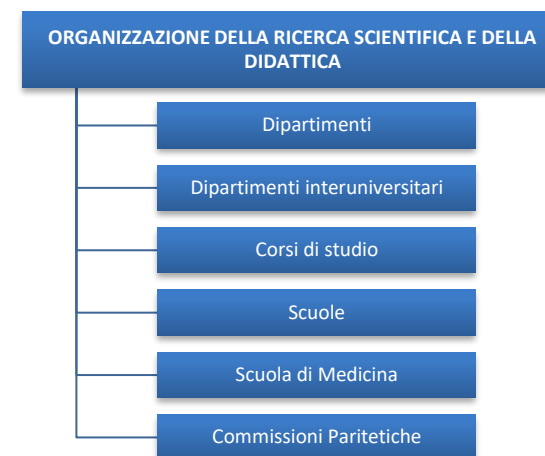 ORGANIZZAZIONE DELLA RICERCA SCIENTIFICA E DELLA
DIDATTICA
Dipartimenti
Dipartimenti interuniversitari
Corsi di studio
Scuole
Scuola di Medicina
Commissioni Paritetiche